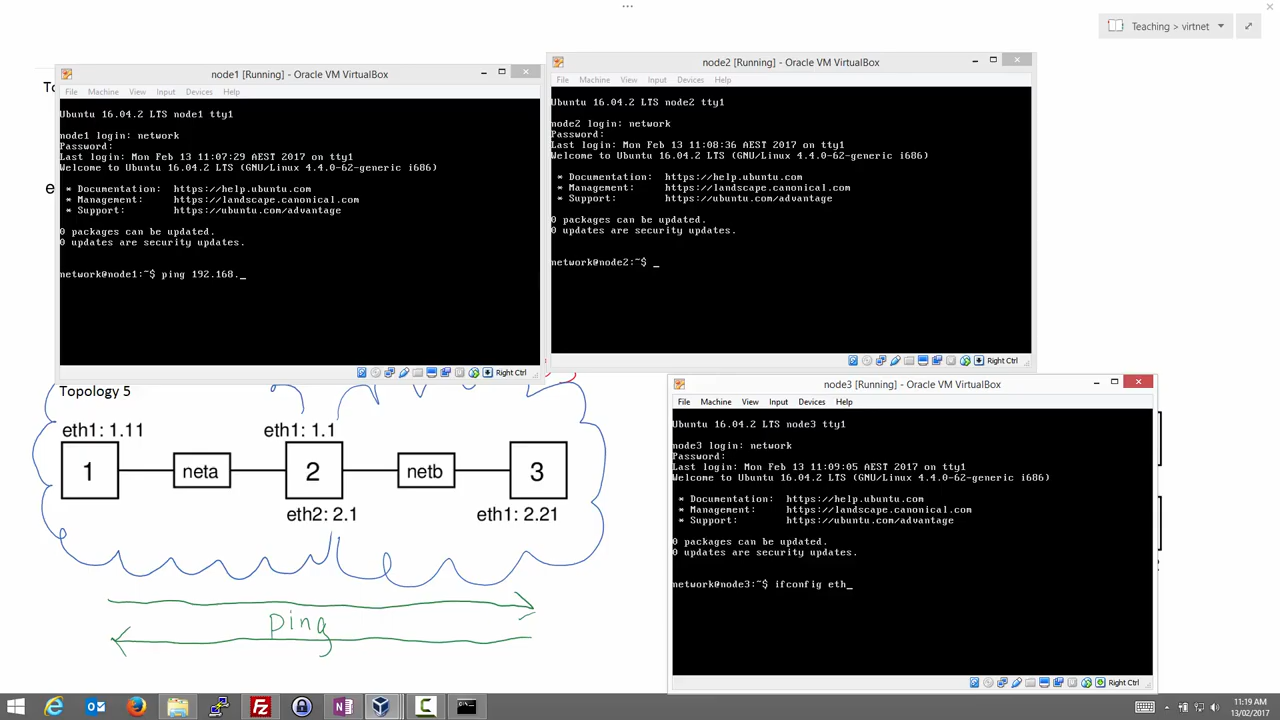 Teaching > virtnet
To
e
node1 [Running] - Oracle VM VirtualBox
File Machine View Input Devices Help
Ubuntu 16.04.2 LTS node1 tty1
node1 login: network
Password:
Last login: Mon Feb 13 11:07:29 AEST 2017 on tty1
Welcome to Ubuntu 16.04.2 LTS (GNU/Linux 4.4.0-62-generic i686)
* Documentation: https://help.ubuntu.com
* Management: https://landscape.canonical.com
* Support: https://ubuntu.com/advantage
0 packages can be updated.
0 updates are security updates.
network@node1:~$ ping 192.168._
Right Ctrl
node2 [Running] - Oracle VM VirtualBox
File Machine View Input Devices Help
Ubuntu 16.04.2 LTS node2 tty1
node2 login: network
Password:
Last login: Mon Feb 13 11:08:36 AEST 2017 on tty1
Welcome to Ubuntu 16.04.2 LTS (GNU/Linux 4.4.0-62-generic i686)
* Documentation: https://help.ubuntu.com
* Management: https://landscape.canonical.com
* Support: https://ubuntu.com/advantage
0 packages can be updated.
0 updates are security updates.
network@node2:~$ _
Right Ctrl
Topology 5
eth1: 1.11 eth1: 1.1
1 neta 2 netb 3
eth2: 2.1 eth1: 2.21
ping
node3 [Running] - Oracle VM VirtualBox
File Machine View Input Devices Help
Ubuntu 16.04.2 LTS node3 tty1
node3 login: network
Password:
Last login: Mon Feb 13 11:09:05 AEST 2017 on tty1
Welcome to Ubuntu 16.04.2 LTS (GNU/Linux 4.4.0-62-generic i686)
* Documentation: https://help.ubuntu.com
* Management: https://landscape.canonical.com
* Support: https://ubuntu.com/advantage
0 packages can be updated.
0 updates are security updates.
network@node3:~$ ifconfig eth_
Right Ctrl
11:19 AM
13/02/2017